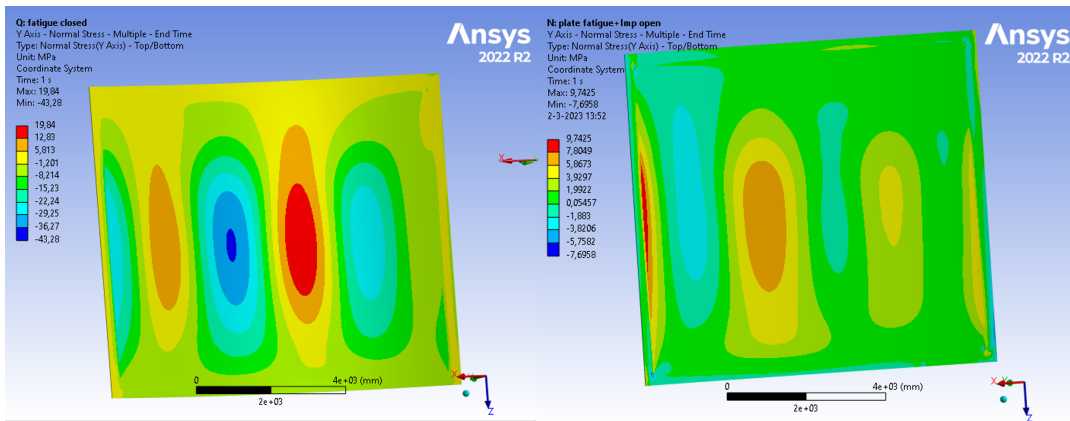 Q: fatigue closed
Y Axis - Normal Stress - Multiple - End Time
Type: Normal Stress(Y Axis) - Top/Bottom
Unit: MPa
Coordinate System
Time: 1 s
Max: 19,84
Min: -43,28
Ansys
2022 R2
19,84
12,83
5,813
-1,201
-8,214
-15,23
-22,24
-29,25
-36,27
-43,28
X
0
4e+03 (mm)
2e+03
X
Z
N: plate fatigue+Imp open
Y Axis - Normal Stress - Multiple - End Time
Type: Normal Stress(Y Axis) - Top/Bottom
Unit: MPa
Coordinate System
Time: 1 s
Max: 9,7425
Min: -7,6958
2-3-2023 13:52
Ansys
2022 R2
9,7425
7,8049
5,8673
3,9297
1,9922
0,05457
-1,883
-3,8206
-5,7582
-7,6958
0
4e+03 (mm)
2e+03
X
Z